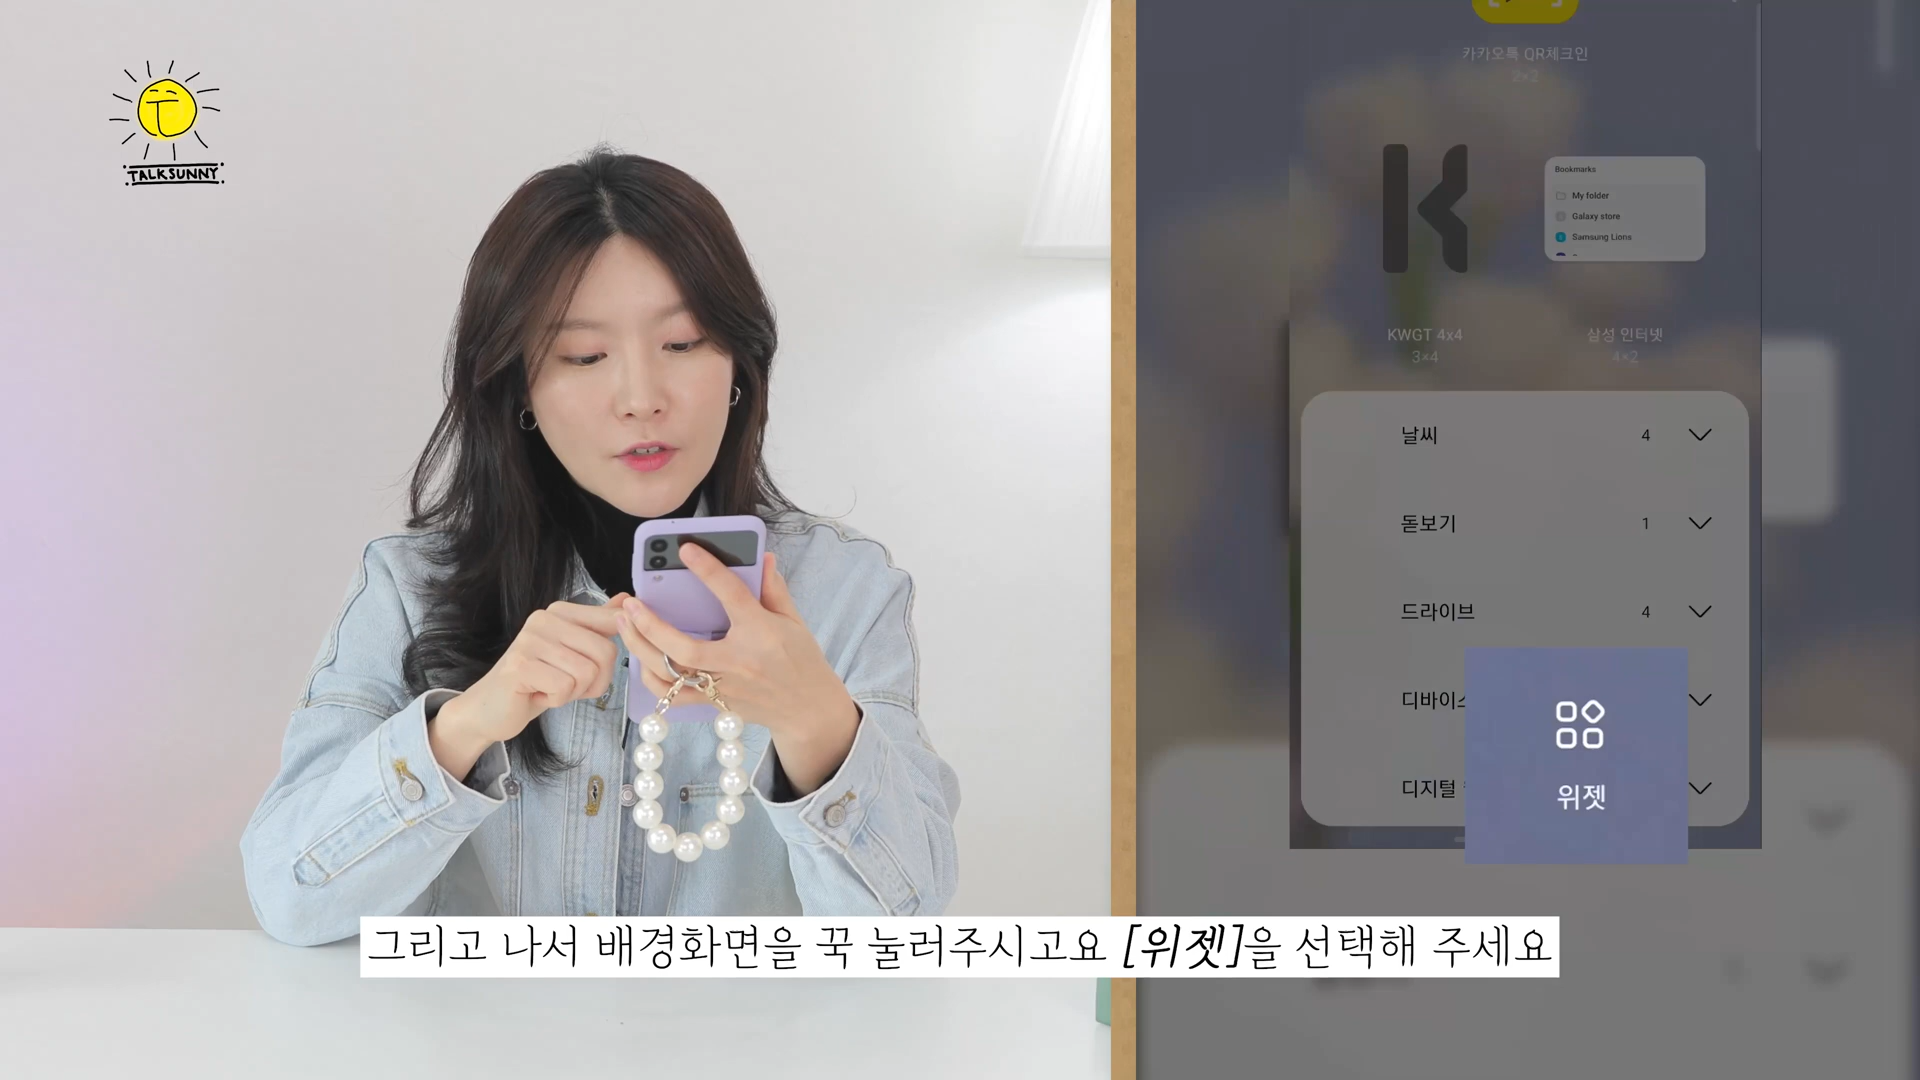 T
TALKSUNNY
카카오톡 QR체크인
2×2
Bookmarks
My folder
Galaxy store
Samsung Lions
KWGT 4x4
3×4
삼성 인터넷
4×2
날씨 4
돋보기 1
드라이브 4
디바이스
디지털
위젯
그리고 나서 배경화면을 꾹 눌러주시고요 [위젯]을 선택해 주세요